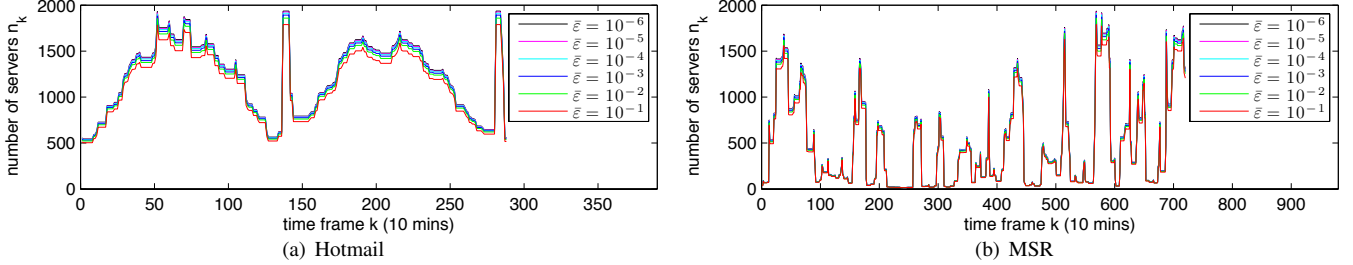 number of servers n_k
2000
1500
1000
500
0
0 50 100 150 200 250 300 350
time frame k (10 mins)
ε̄ = 10^{-6}
ε̄ = 10^{-5}
ε̄ = 10^{-4}
ε̄ = 10^{-3}
ε̄ = 10^{-2}
ε̄ = 10^{-1}
(a) Hotmail
number of servers n_k
2000
1500
1000
500
0
0 100 200 300 400 500 600 700 800 900
time frame k (10 mins)
ε̄ = 10^{-6}
ε̄ = 10^{-5}
ε̄ = 10^{-4}
ε̄ = 10^{-3}
ε̄ = 10^{-2}
ε̄ = 10^{-1}
(b) MSR